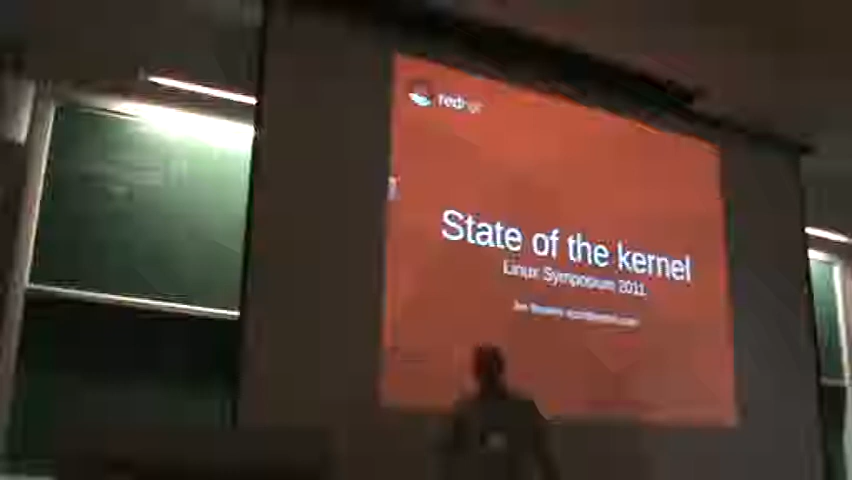 redhat
State of the kernel
Linux Symposium 2011